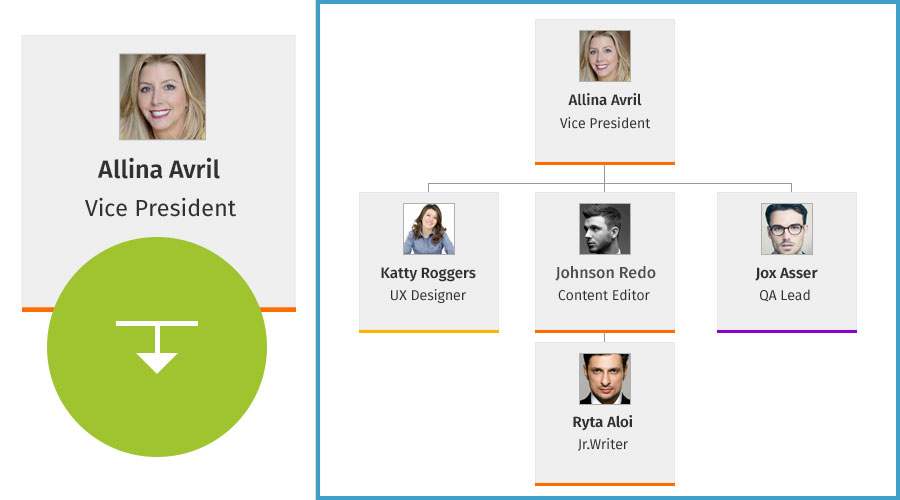 Allina Avril
Vice President
Allina Avril
Vice President
Katty Roggers
UX Designer
Johnson Redo
Content Editor
Jox Asser
QA Lead
Ryta Aloi
Jr.Writer